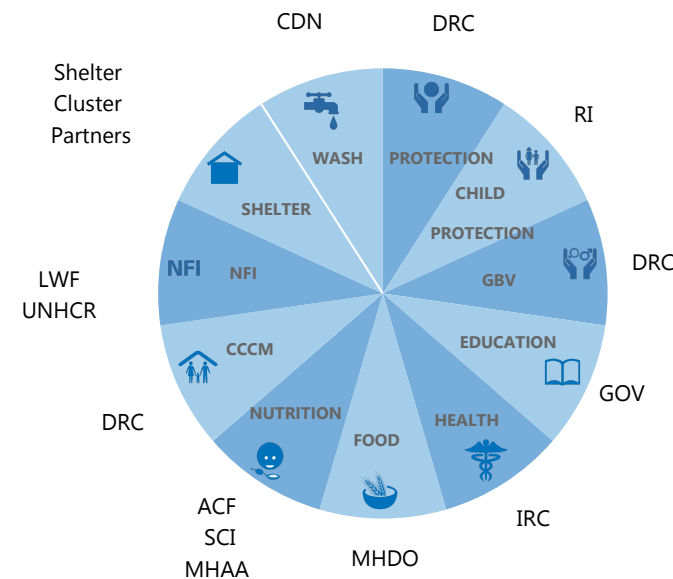 CDN
DRC
Shelter
Cluster
Partners
RI
WASH
PROTECTION
CHILD
PROTECTION
SHELTER
DRC
NFI
NFI
GBV
LWF
UNHCR
EDUCATION
CCCM
GOV
DRC
NUTRITION
FOOD
HEALTH
ACF
SCI
MHAA
MHDO
IRC